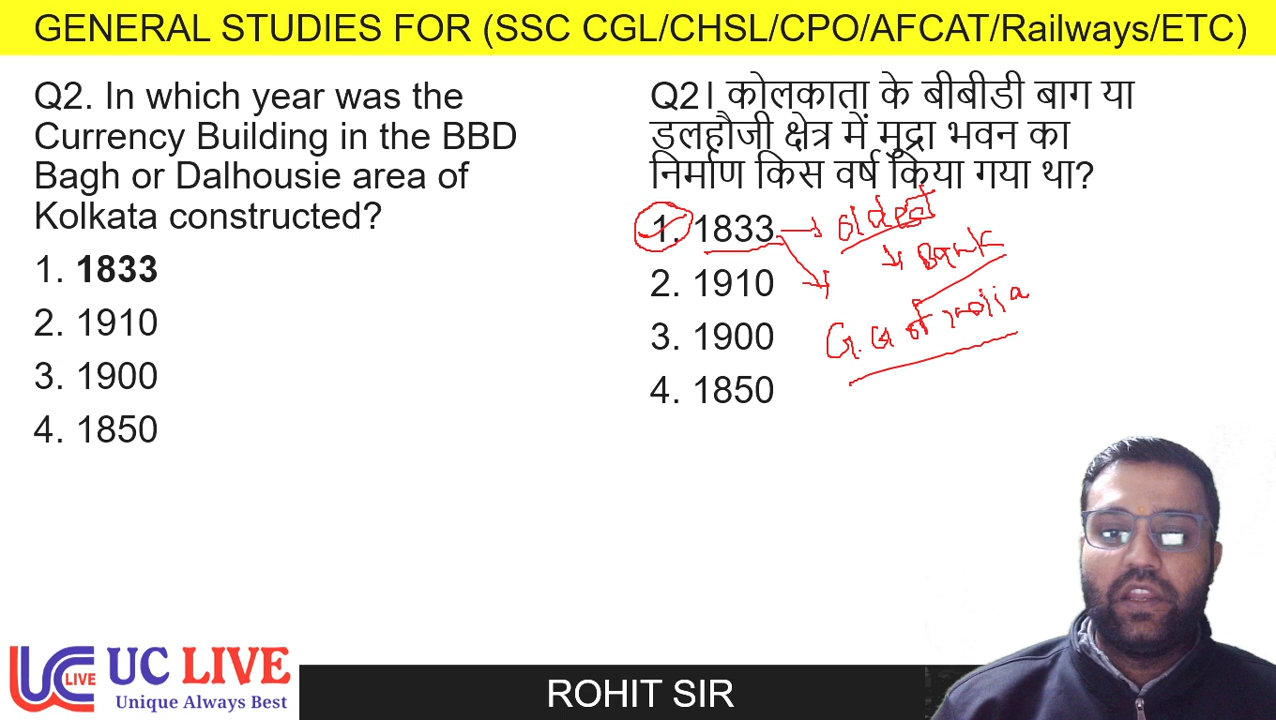 GENERAL STUDIES FOR (SSC CGL/CHSL/CPO/AFCAT/Railways/ETC)
Q2. In which year was the
Currency Building in the BBD
Bagh or Dalhousie area of
Kolkata constructed?
1. 1833
2. 1910
3. 1900
4. 1850
Q2। कोलकाता के बीबीडी बाग या
डलहौजी क्षेत्र में मुद्रा भवन का
निर्माण किस वर्ष किया गया था?
1. 1833
2. 1910
3. 1900
4. 1850
oldest
Bank
G.G of India
UC LIVE
LIVE
Unique Always Best
ROHIT SIR